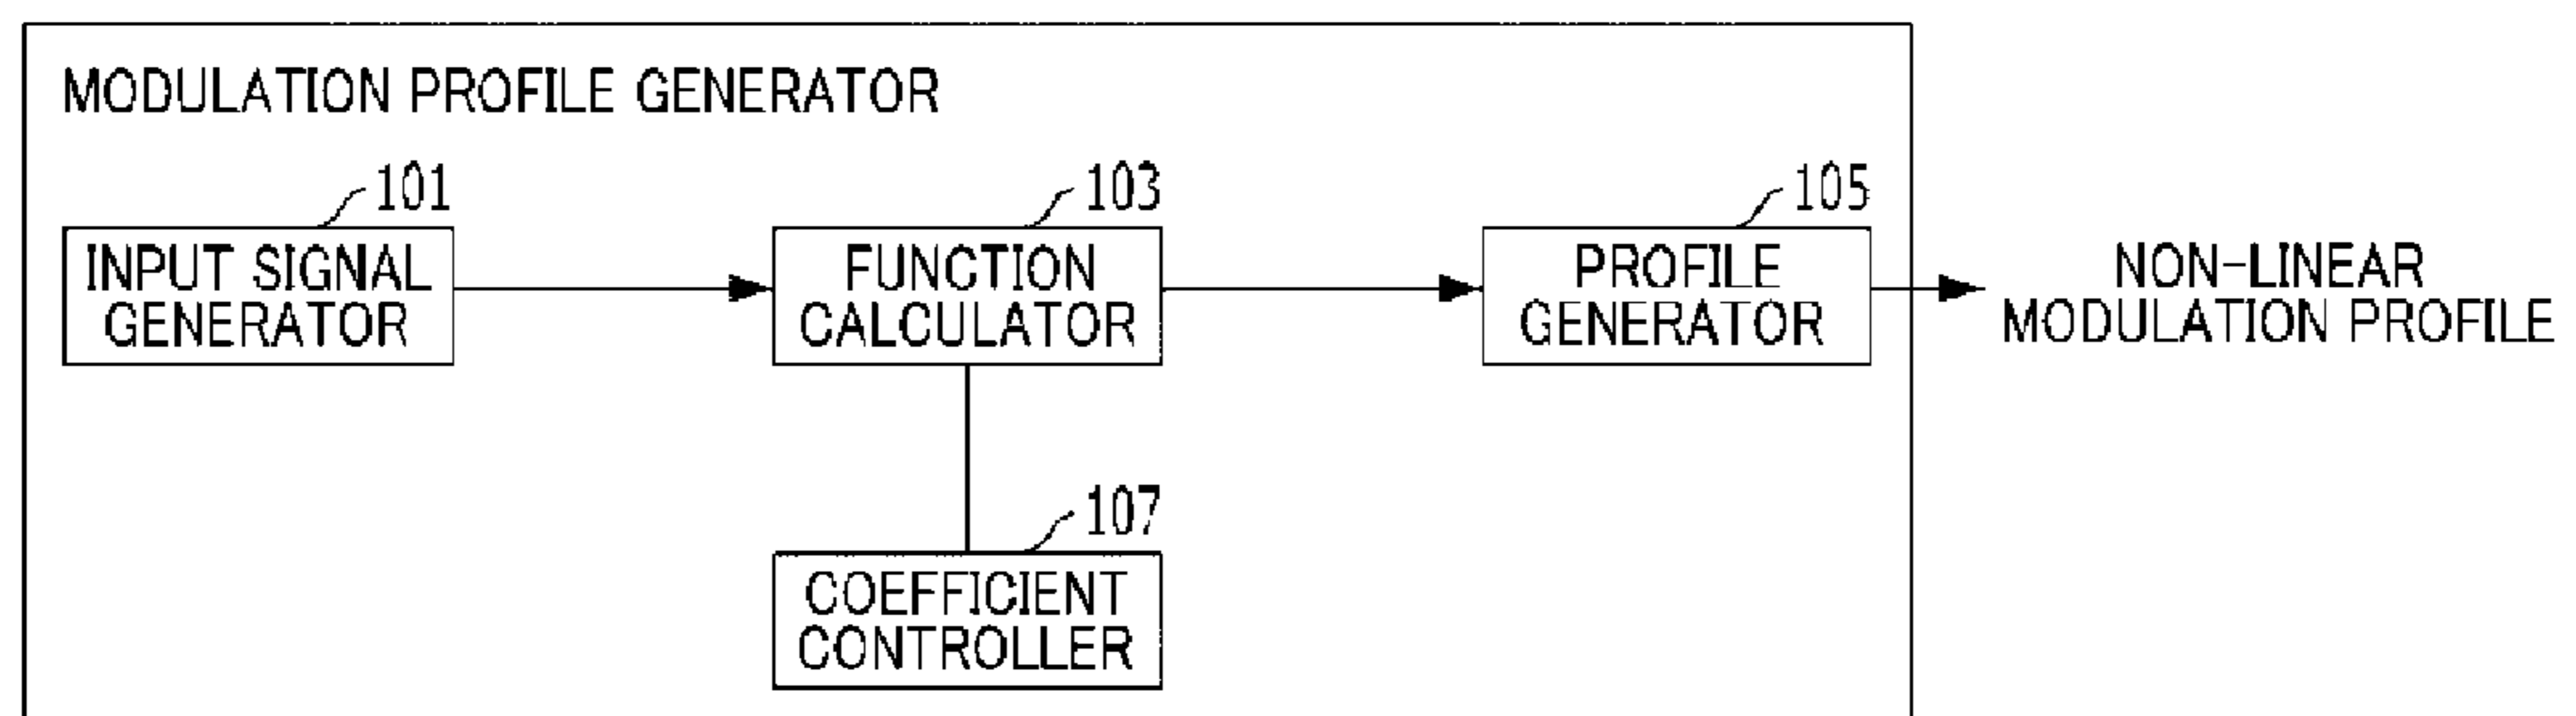 MODULATION PROFILE GENERATOR
101
INPUT SIGNAL
GENERATOR
103
FUNCTION
CALCULATOR
105
PROFILE
GENERATOR
NON-LINEAR
MODULATION PROFILE
107
COEFFICIENT
CONTROLLER